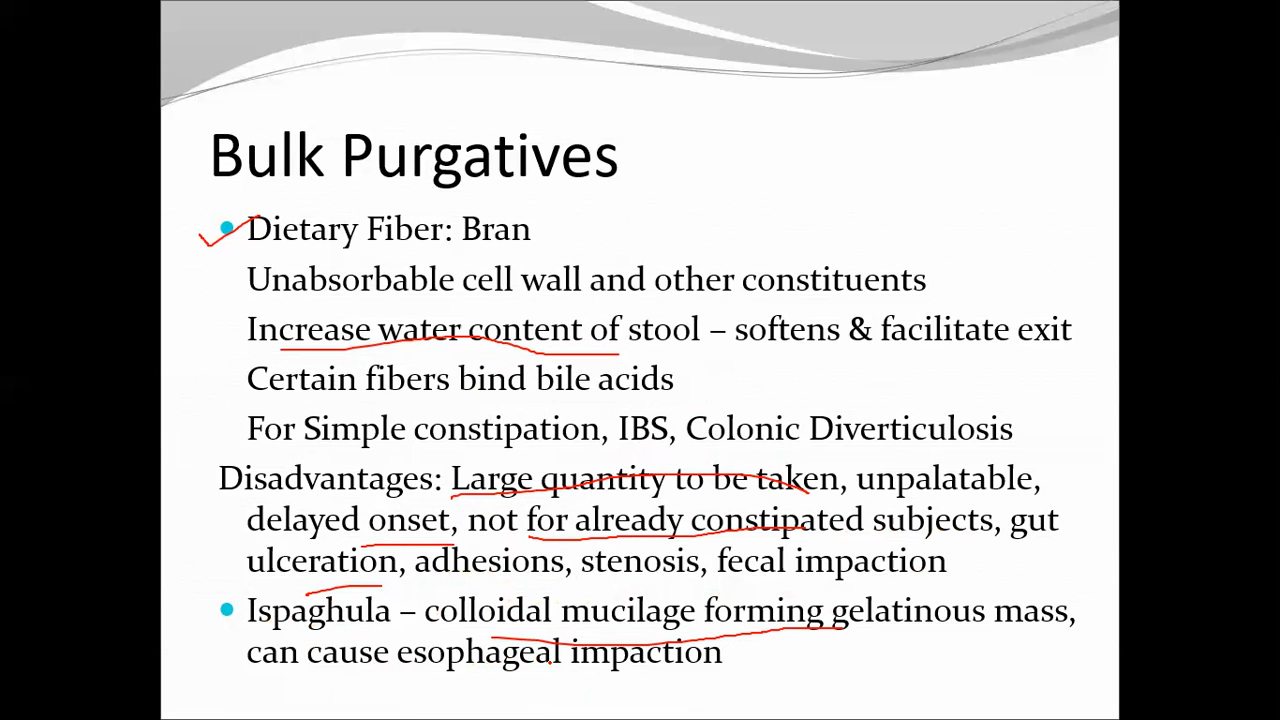 Bulk Purgatives
Dietary Fiber: Bran
Unabsorbable cell wall and other constituents
Increase water content of stool – softens & facilitate exit
Certain fibers bind bile acids
For Simple constipation, IBS, Colonic Diverticulosis
Disadvantages: Large quantity to be taken, unpalatable,
delayed onset, not for already constipated subjects, gut
ulceration, adhesions, stenosis, fecal impaction
Ispaghula – colloidal mucilage forming gelatinous mass,
can cause esophageal impaction